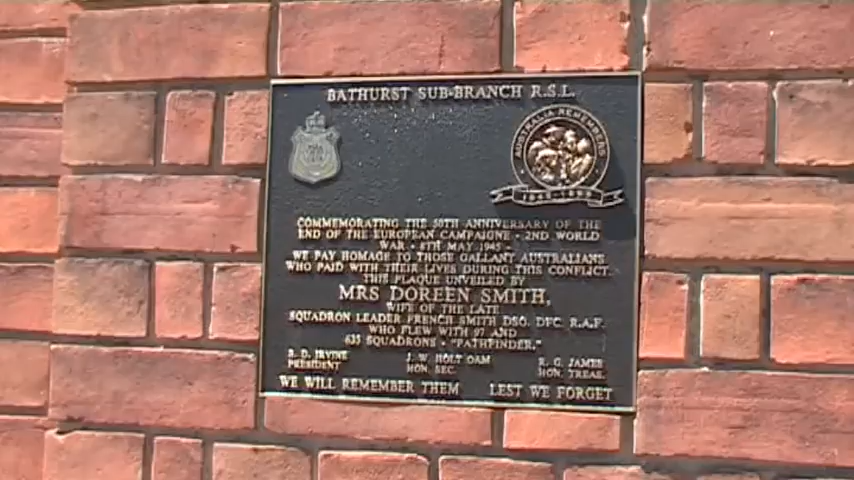 BATHURST SUB-BRANCH R.S.L.
AUSTRALIA REMEMBERS
1945-1995
COMMEMORATING THE 50TH ANNIVERSARY OF THE
END OF THE EUROPEAN CAMPAIGN - 2ND WORLD
WAR - 8TH MAY 1945 -
WE PAY HOMAGE TO THOSE GALLANT AUSTRALIANS
WHO PAID WITH THEIR LIVES DURING THIS CONFLICT.
THIS PLAQUE UNVEILED BY
MRS DOREEN SMITH,
WIFE OF THE LATE
SQUADRON LEADER FRENCH SMITH DSO. DFC. R.A.F.
WHO FLEW WITH 97 AND
635 SQUADRONS - "PATHFINDER,"
B. D. IRVINE J. W. HOLT OAM R. G. JAMES
PRESIDENT HON. SEC. HON. TREAS.
WE WILL REMEMBER THEM LEST WE FORGET